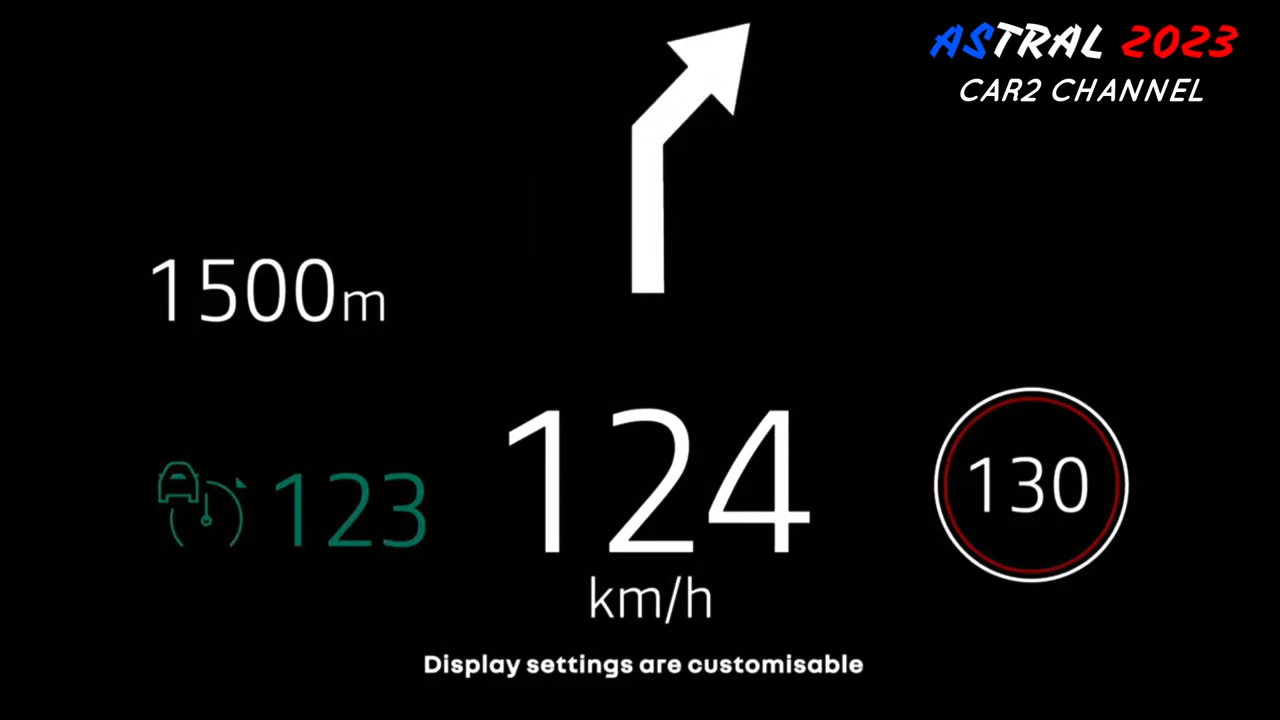 ASTRAL 2023
CAR2 CHANNEL
1500m
123
124
130
km/h
Display settings are customisable